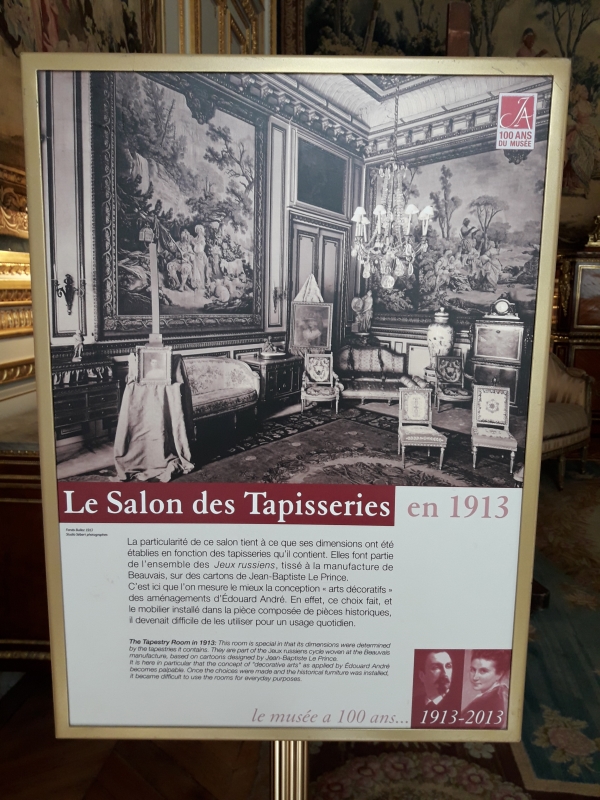 JA
100 ANS
DU MUSÉE
Le Salon des Tapisseries en 1913
La particularité de ce salon tient à ce que ses dimensions ont été
établies en fonction des tapisseries qu'il contient. Elles font partie
de l'ensemble des Jeux russiens, tissé à la manufacture de
Beauvais, sur des cartons de Jean-Baptiste Le Prince.
C'est ici que l'on mesure le mieux la conception « arts décoratifs »
des aménagements d'Édouard André. En effet, ce choix fait, et
le mobilier installé dans la pièce composée de pièces historiques,
il devenait difficile de les utiliser pour un usage quotidien.
The Tapestry Room in 1913: This room is special in that its dimensions were determined
by the tapestries it contains. They are part of the Jeux russiens cycle woven at the Beauvais
manufacture, based on cartoons designed by Jean-Baptiste Le Prince.
It is here in particular that the concept of "decorative arts" as applied by Édouard André
becomes palpable. Once the choices were made and the historical furniture was installed,
it became difficult to use the rooms for everyday purposes.
le musée a 100 ans... 1913-2013